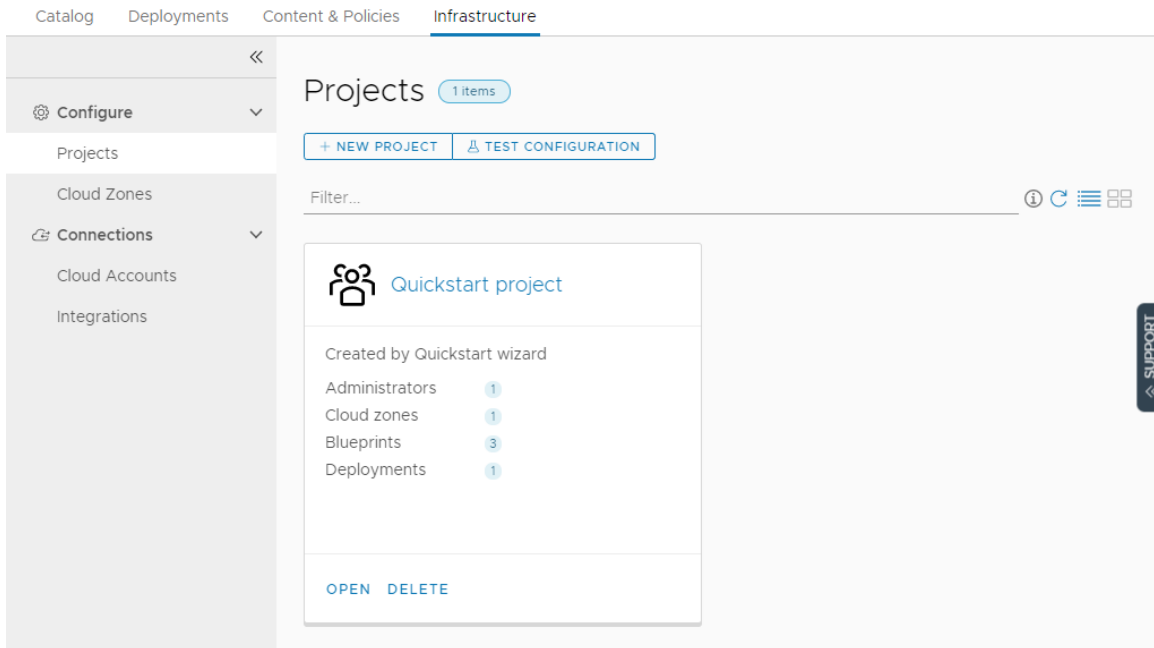 Catalog Deployments Content & Policies Infrastructure
Configure
Projects
Cloud Zones
Connections
Cloud Accounts
Integrations
Projects 1 items
+ NEW PROJECT TEST CONFIGURATION
Filter...
Quickstart project
Created by Quickstart wizard
Administrators 1
Cloud zones 1
Blueprints 3
Deployments 1
OPEN DELETE
SUPPORT